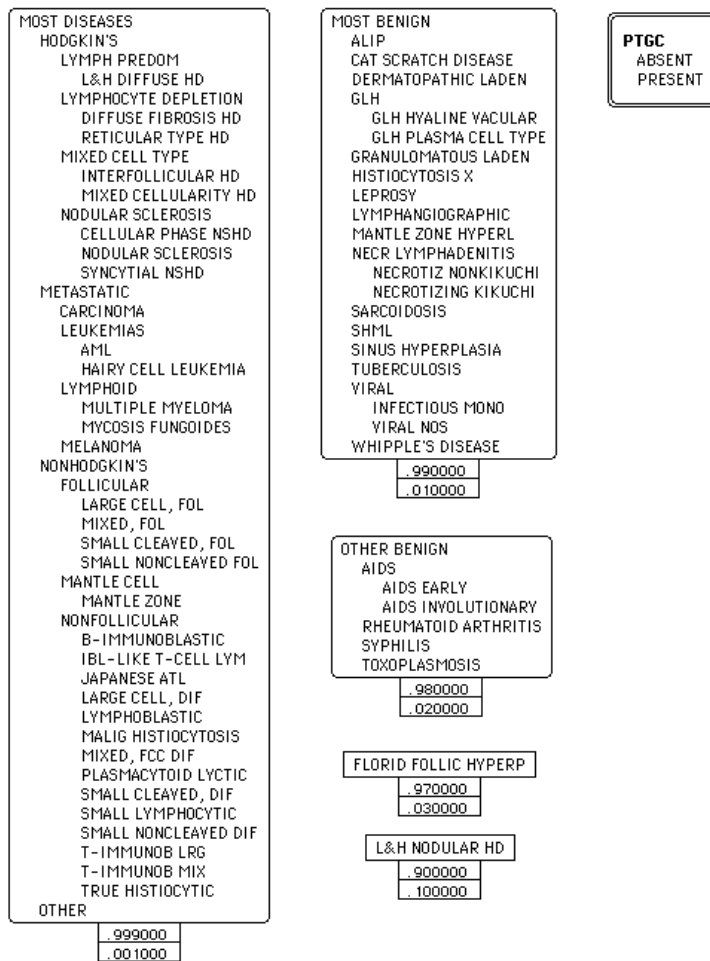 MOST DISEASES
HODGKIN'S
LYMPH PREDOM
L&H DIFFUSE HD
LYMPHOCYTE DEPLETION
DIFFUSE FIBROSIS HD
RETICULAR TYPE HD
MIXED CELL TYPE
INTERFOLLICULAR HD
MIXED CELLULARITY HD
NODULAR SCLEROSIS
CELLULAR PHASE NSHD
NODULAR SCLEROSIS
SYNCYTIAL NSHD
METASTATIC
CARCINOMA
LEUKEMIAS
AML
HAIRY CELL LEUKEMIA
LYMPHOID
MULTIPLE MYELOMA
MYCOSIS FUNGOIDES
MELANOMA
NONHODGKIN'S
FOLLICULAR
LARGE CELL, FOL
MIXED, FOL
SMALL CLEAVED, FOL
SMALL NONCLEAVED FOL
MANTLE CELL
MANTLE ZONE
NONFOLLICULAR
B-IMMUNOBLASTIC
IBL-LIKE T-CELL LYM
JAPANESE ATL
LARGE CELL, DIF
LYMPHOBLASTIC
MALIG HISTIOCYTOSIS
MIXED, FCC DIF
PLASMACYTOID LYCTIC
SMALL CLEAVED, DIF
SMALL LYMPHOCYTIC
SMALL NONCLEAVED DIF
T-IMMUNOB LRG
T-IMMUNOB MIX
TRUE HISTIOCYTIC
OTHER
.999000
.001000
MOST BENIGN
ALIP
CAT SCRATCH DISEASE
DERMATOPATHIC LADEN
GLH
GLH HYALINE VACULAR
GLH PLASMA CELL TYPE
GRANULOMATOUS LADEN
HISTIOCYTOSIS X
LEPROSY
LYMPHANGIOGRAPHIC
MANTLE ZONE HYPERL
NECR LYMPHADENITIS
NECROTIZ NONKIKUCHI
NECROTIZING KIKUCHI
SARCOIDOSIS
SHML
SINUS HYPERPLASIA
TUBERCULOSIS
VIRAL
INFECTIOUS MONO
VIRAL NOS
WHIPPLE'S DISEASE
.990000
.010000
OTHER BENIGN
AIDS
AIDS EARLY
AIDS INVOLUTIONARY
RHEUMATOID ARTHRITIS
SYPHILIS
TOXOPLASMOSIS
.980000
.020000
FLORID FOLLIC HYPERP
.970000
.030000
L&H NODULAR HD
.900000
.100000
PTGC
ABSENT
PRESENT